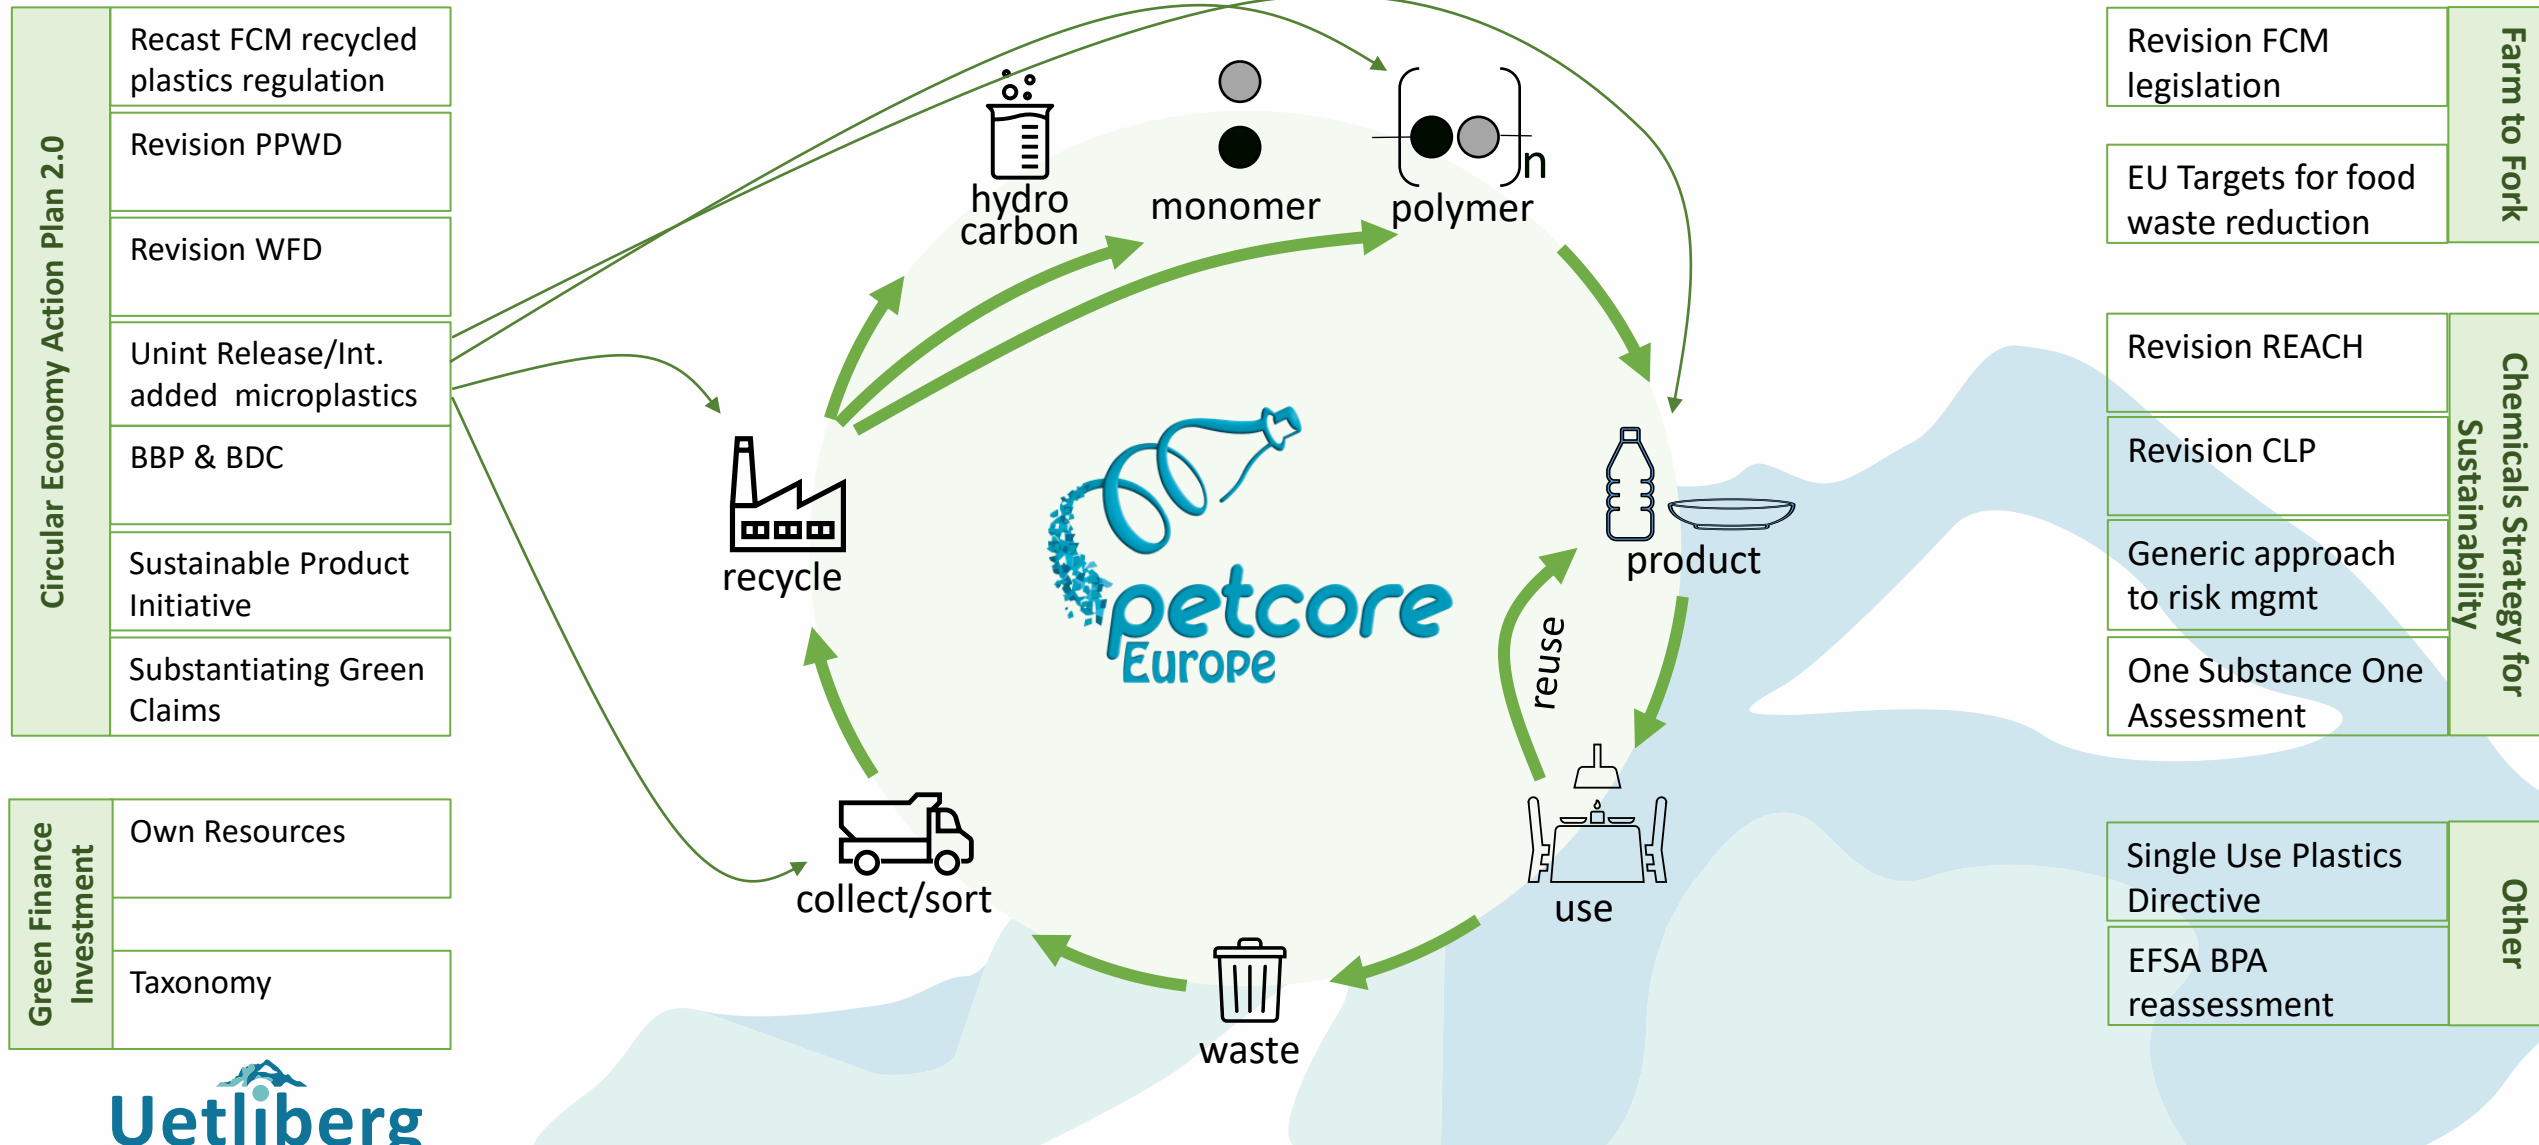 Circular Economy Action Plan 2.0
Recast FCM recycled
plastics regulation
Revision PPWD
Revision WFD
Unint Release/Int.
added microplastics
BBP & BDC
Sustainable Product
Initiative
Substantiating Green
Claims
Green Finance
Investment
Own Resources
Taxonomy
Uetliberg
hydro
carbon
monomer
n
polymer
product
reuse
use
waste
collect/sort
recycle
petcore
Europe
Farm to Fork
Revision FCM
legislation
EU Targets for food
waste reduction
Chemicals Strategy for
Sustainability
Revision REACH
Revision CLP
Generic approach
to risk mgmt
One Substance One
Assessment
Other
Single Use Plastics
Directive
EFSA BPA
reassessment